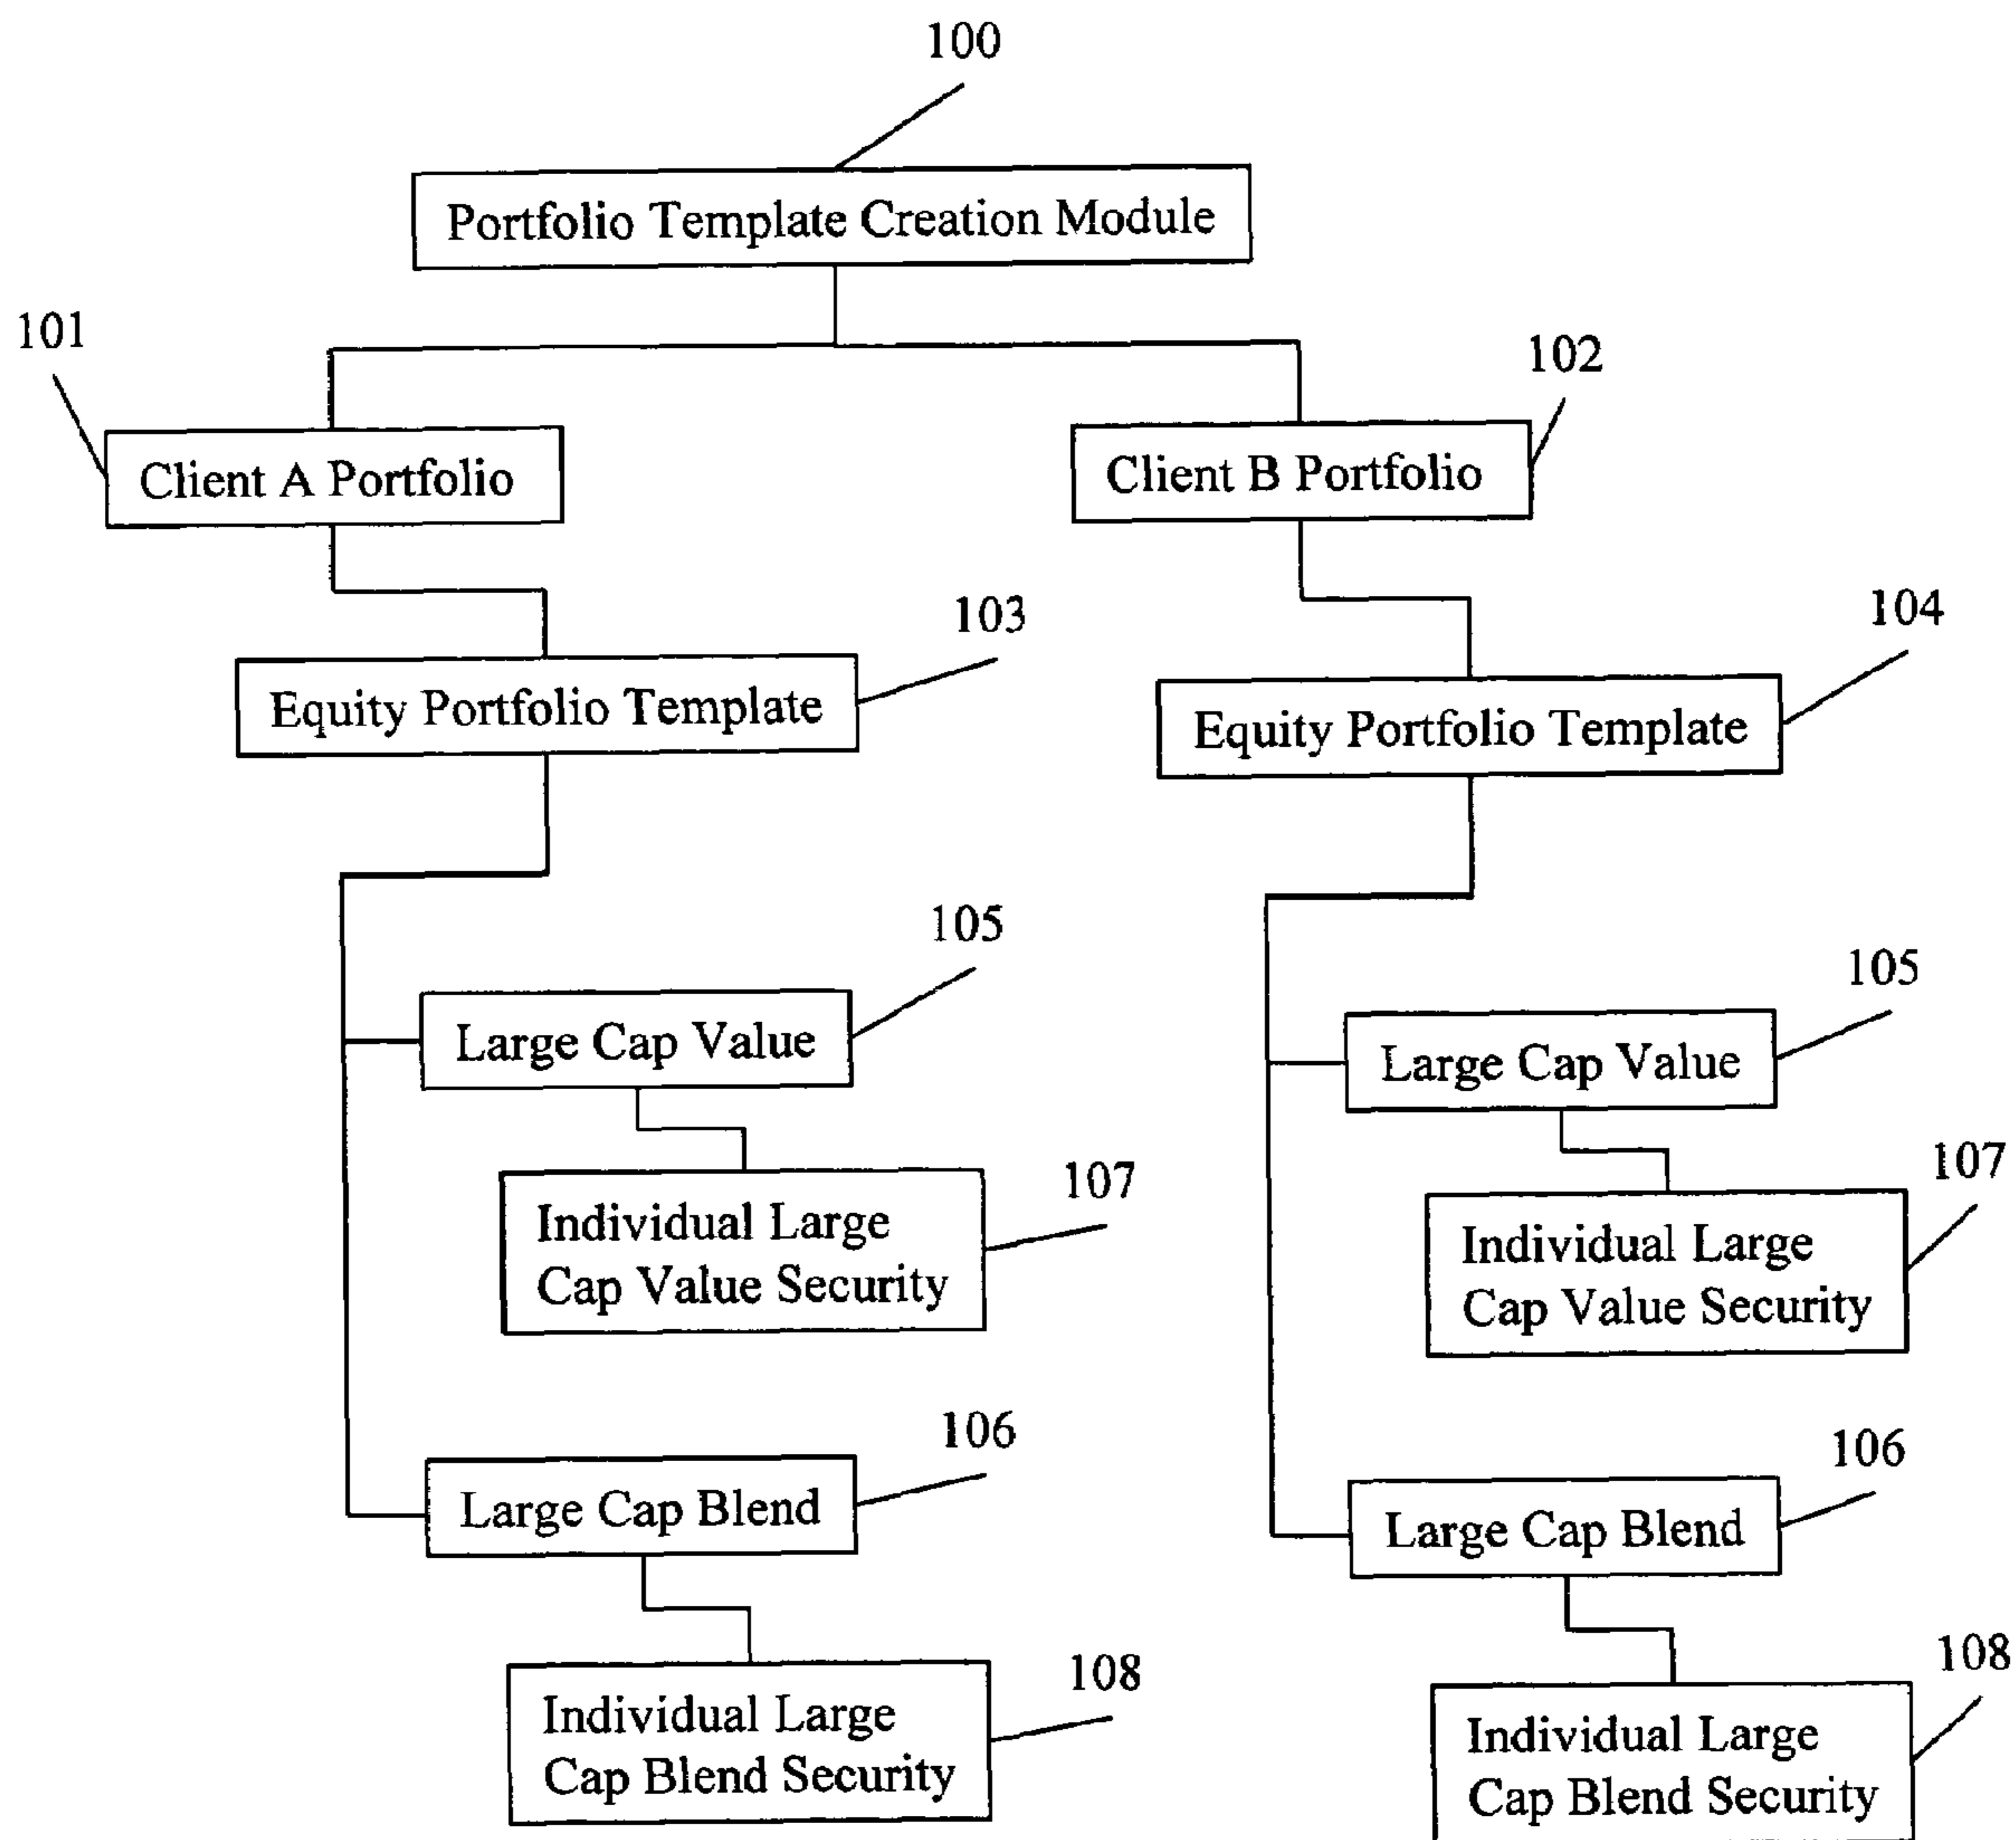 100
Portfolio Template Creation Module
101
102
Client A Portfolio
Client B Portfolio
103
104
Equity Portfolio Template
Equity Portfolio Template
105
105
Large Cap Value
Large Cap Value
107
107
Individual Large
Cap Value Security
Individual Large
Cap Value Security
106
106
Large Cap Blend
Large Cap Blend
108
108
Individual Large
Cap Blend Security
Individual Large
Cap Blend Security